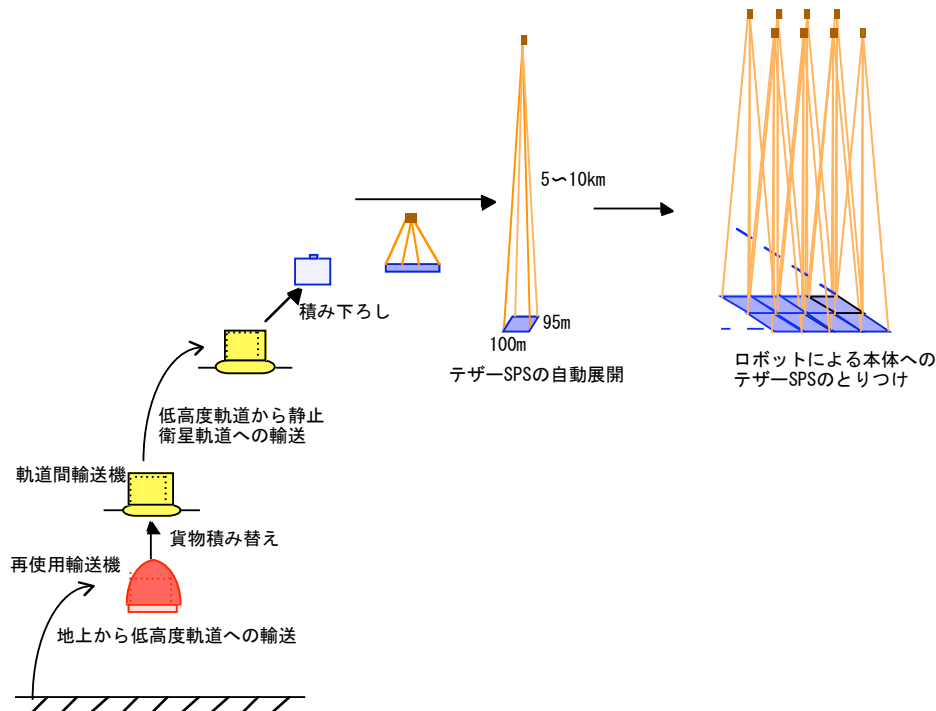 5〜10km
積み下ろし
95m
100m
テザーSPSの自動展開
ロボットによる本体への
テザーSPSのとりつけ
低高度軌道から静止
衛星軌道への輸送
軌道間輸送機
貨物積み替え
再使用輸送機
地上から低高度軌道への輸送